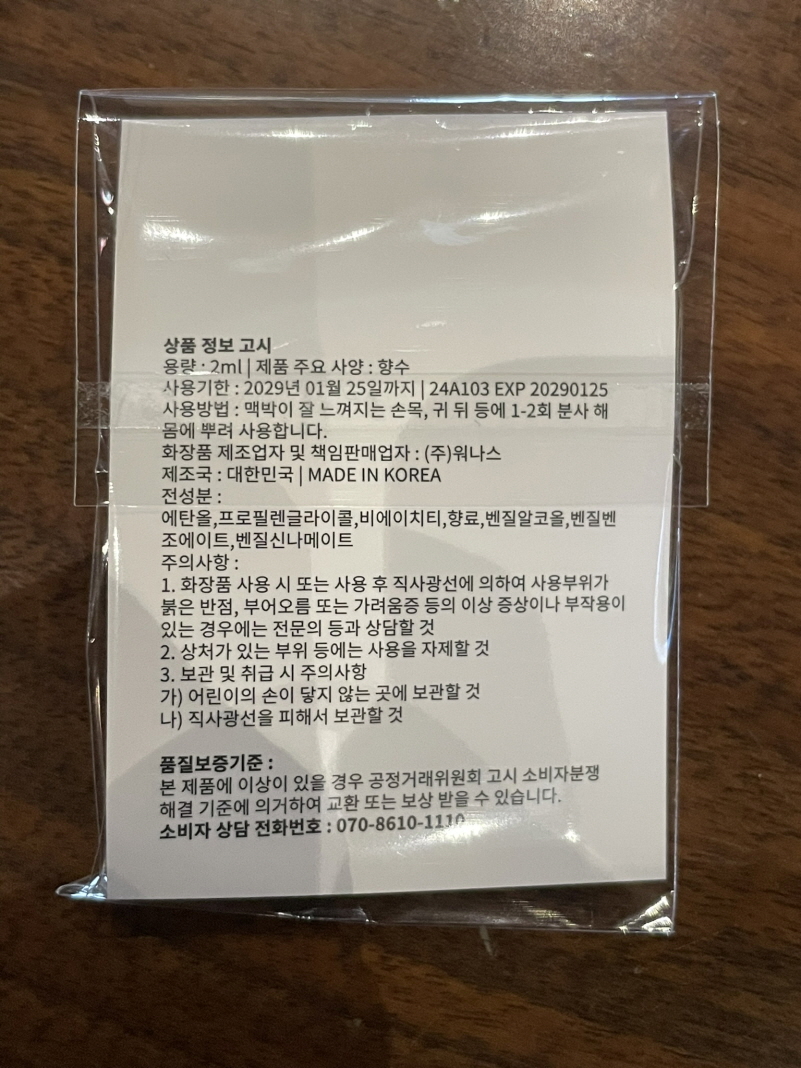 상품 정보 고시
용량 : 2ml | 제품 주요 사양 : 향수
사용기한 : 2029년 01월 25일까지 | 24A103 EXP 20290125
사용방법 : 맥박이 잘 느껴지는 손목, 귀 뒤 등에 1-2회 분사 해
몸에 뿌려 사용합니다.
화장품 제조업자 및 책임판매업자 : (주)워나스
제조국 : 대한민국 | MADE IN KOREA
전성분 :
에탄올,프로필렌글라이콜,비에이치티,향료,벤질알코올,벤질벤
조에이트,벤질신나메이트
주의사항 :
1. 화장품 사용 시 또는 사용 후 직사광선에 의하여 사용부위가
붉은 반점, 부어오름 또는 가려움증 등의 이상 증상이나 부작용이
있는 경우에는 전문의 등과 상담할 것
2. 상처가 있는 부위 등에는 사용을 자제할 것
3. 보관 및 취급 시 주의사항
가) 어린이의 손이 닿지 않는 곳에 보관할 것
나) 직사광선을 피해서 보관할 것
품질보증기준 :
본 제품에 이상이 있을 경우 공정거래위원회 고시 소비자분쟁
해결 기준에 의거하여 교환 또는 보상 받을 수 있습니다.
소비자 상담 전화번호 : 070-8610-1110